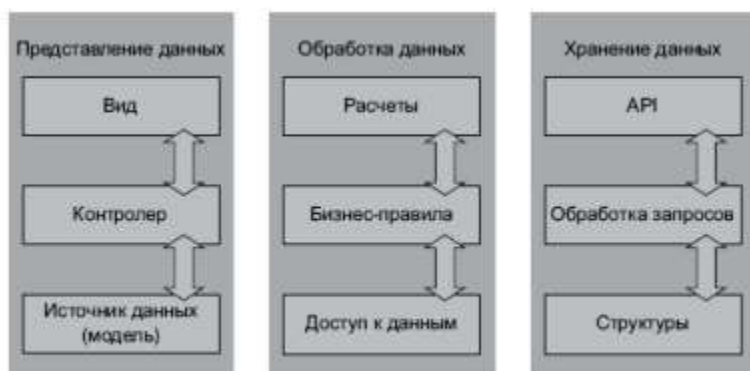 Представление данных
Вид
Контролер
Источник данных
(модель)
Обработка данных
Расчеты
Бизнес-правила
Доступ к данным
Хранение данных
API
Обработка запросов
Структуры